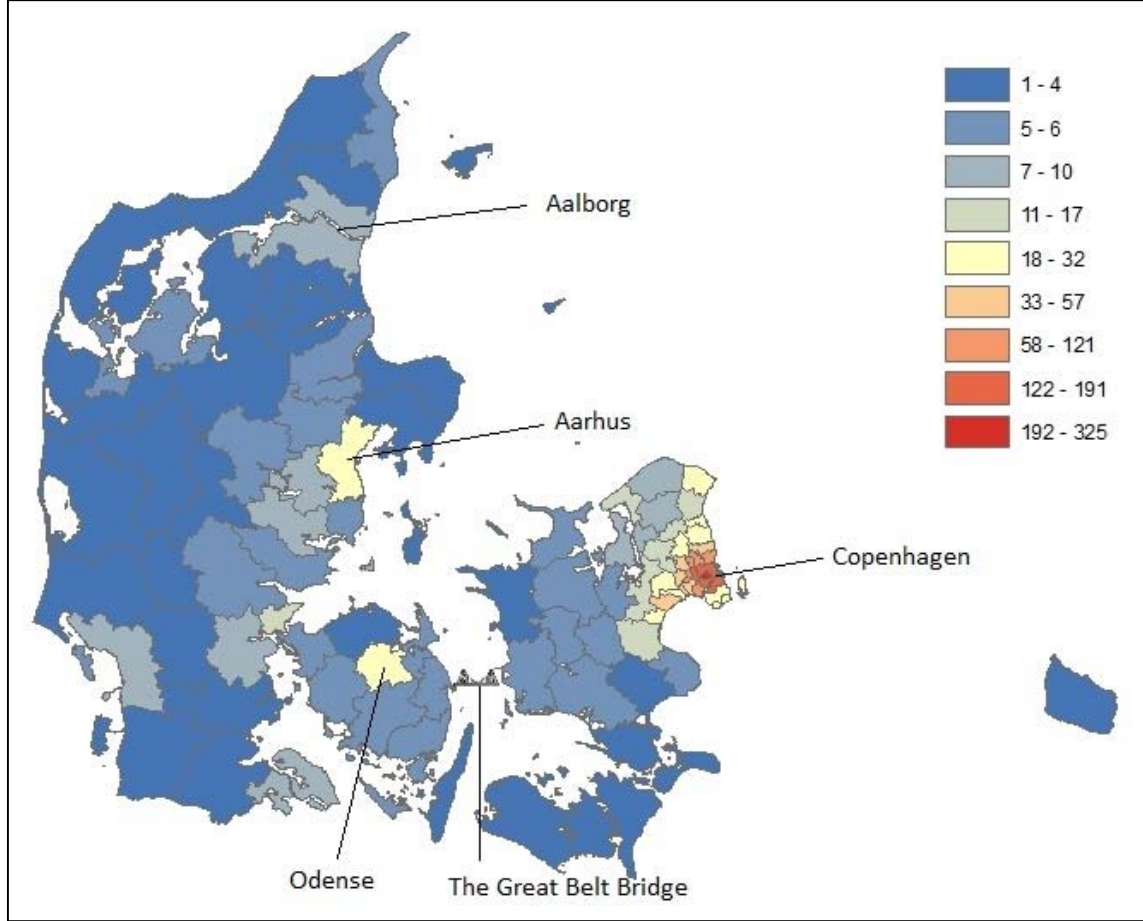 1 - 4
5 - 6
7 - 10
11 - 17
18 - 32
33 - 57
58 - 121
122 - 191
192 - 325
Aalborg
Aarhus
Copenhagen
Odense
The Great Belt Bridge